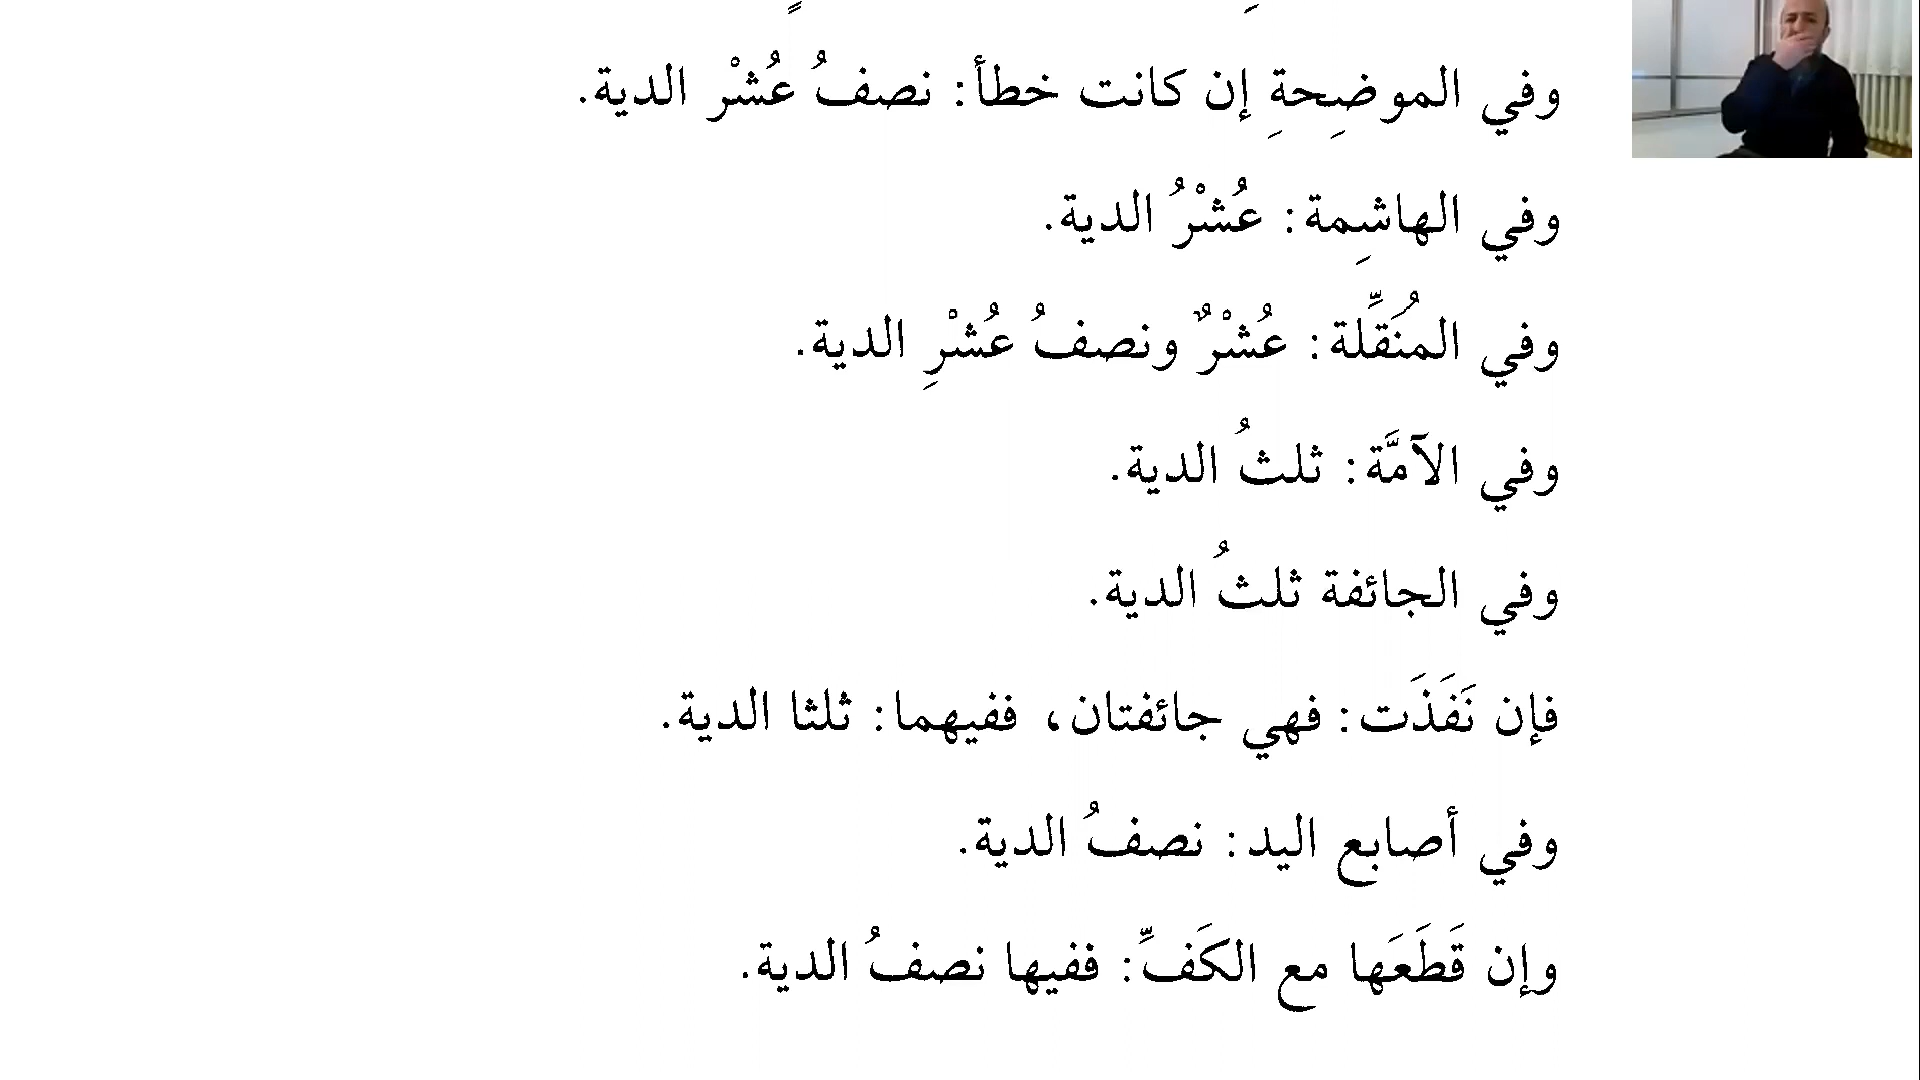 وفي الموضِحةِ إن كانت خطأ: نصفُ عُشْر الدية.
وفي الهاشِمة: عُشْرُ الدية.
وفي المُنَقِّلة: عُشْرٌ ونصفُ عُشْرِ الدية.
وفي الآمَّة: ثلثُ الدية.
وفي الجائفة ثلثُ الدية.
فإن نَفَذَت: فهي جائفتان، ففيهما: ثلثا الدية.
وفي أصابع اليد: نصفُ الدية.
وإن قَطَعَها مع الكَفِّ: ففيها نصفُ الدية.